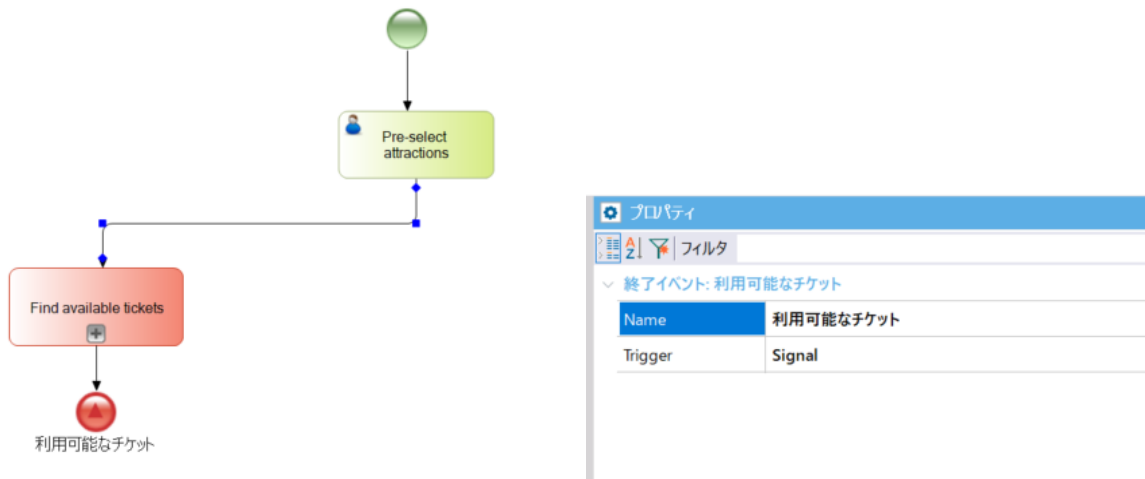 Pre-select
attractions
Find available tickets
利用可能なチケット
プロパティ
フィルタ
終了イベント: 利用可能なチケット
Name 利用可能なチケット
Trigger Signal